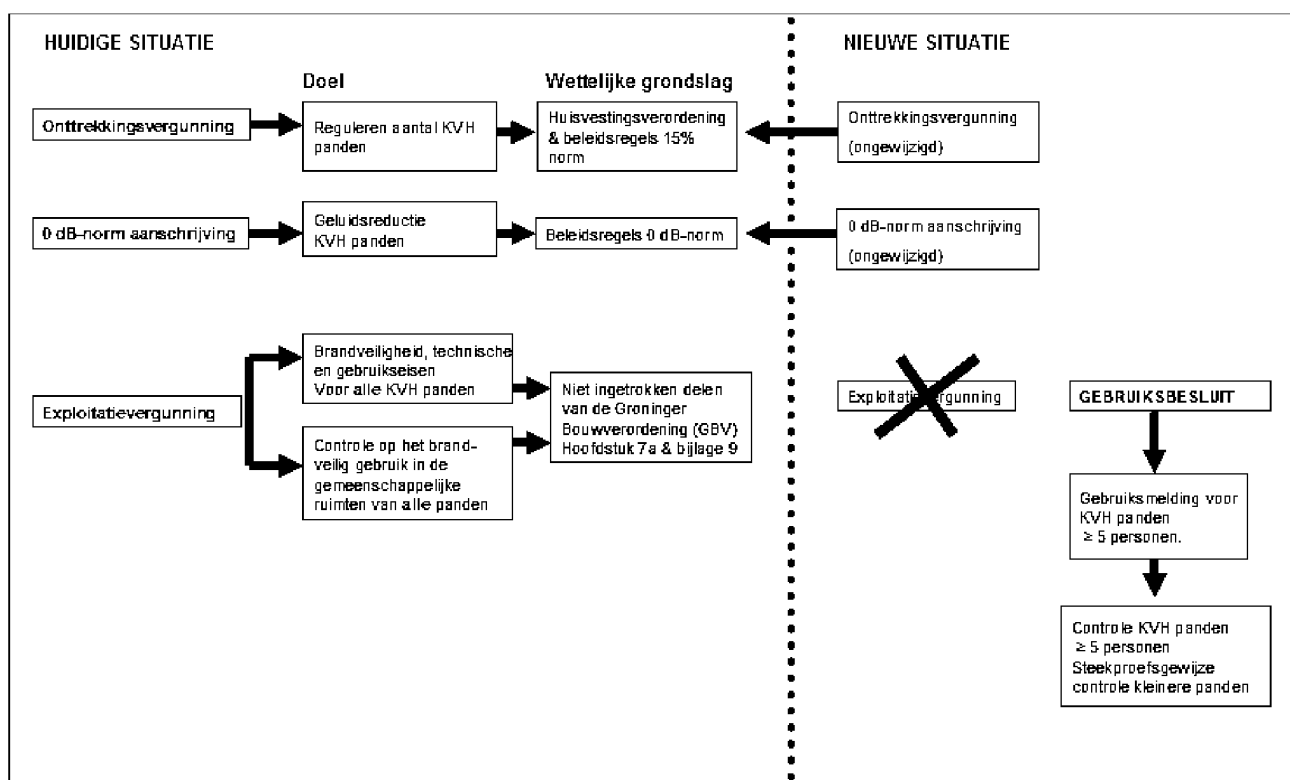 HUIDIGE SITUATIE
Doel
Wettelijke grondslag
Onttrekkingsvergunning
Reguleren aantal KVH
panden
Huisvestingsverordening
& beleidsregels 15%
norm
0 dB-norm aanschrijving
Geluidsreductie
KVH panden
Beleidsregels 0 dB-norm
Exploitatievergunning
Brandveiligheid, technische
en gebruikseisen
Voor alle KVH panden
Controle op het brand-
veilig gebruik in de
gemeenschappelijke
ruimten van alle panden
Niet ingetrokken delen
van de Groninger
Bouwverordening (GBV)
Hoofdstuk 7a & bijlage 9
NIEUWE SITUATIE
Onttrekkingsvergunning
(ongewijzigd)
0 dB-norm aanschrijving
(ongewijzigd)
Exploitatievergunning
GEBRUIKSBESLUIT
Gebruiksmelding voor
KVH panden
≥ 5 personen.
Controle KVH panden
≥ 5 personen
Steekproefsgewijze
controle kleinere panden